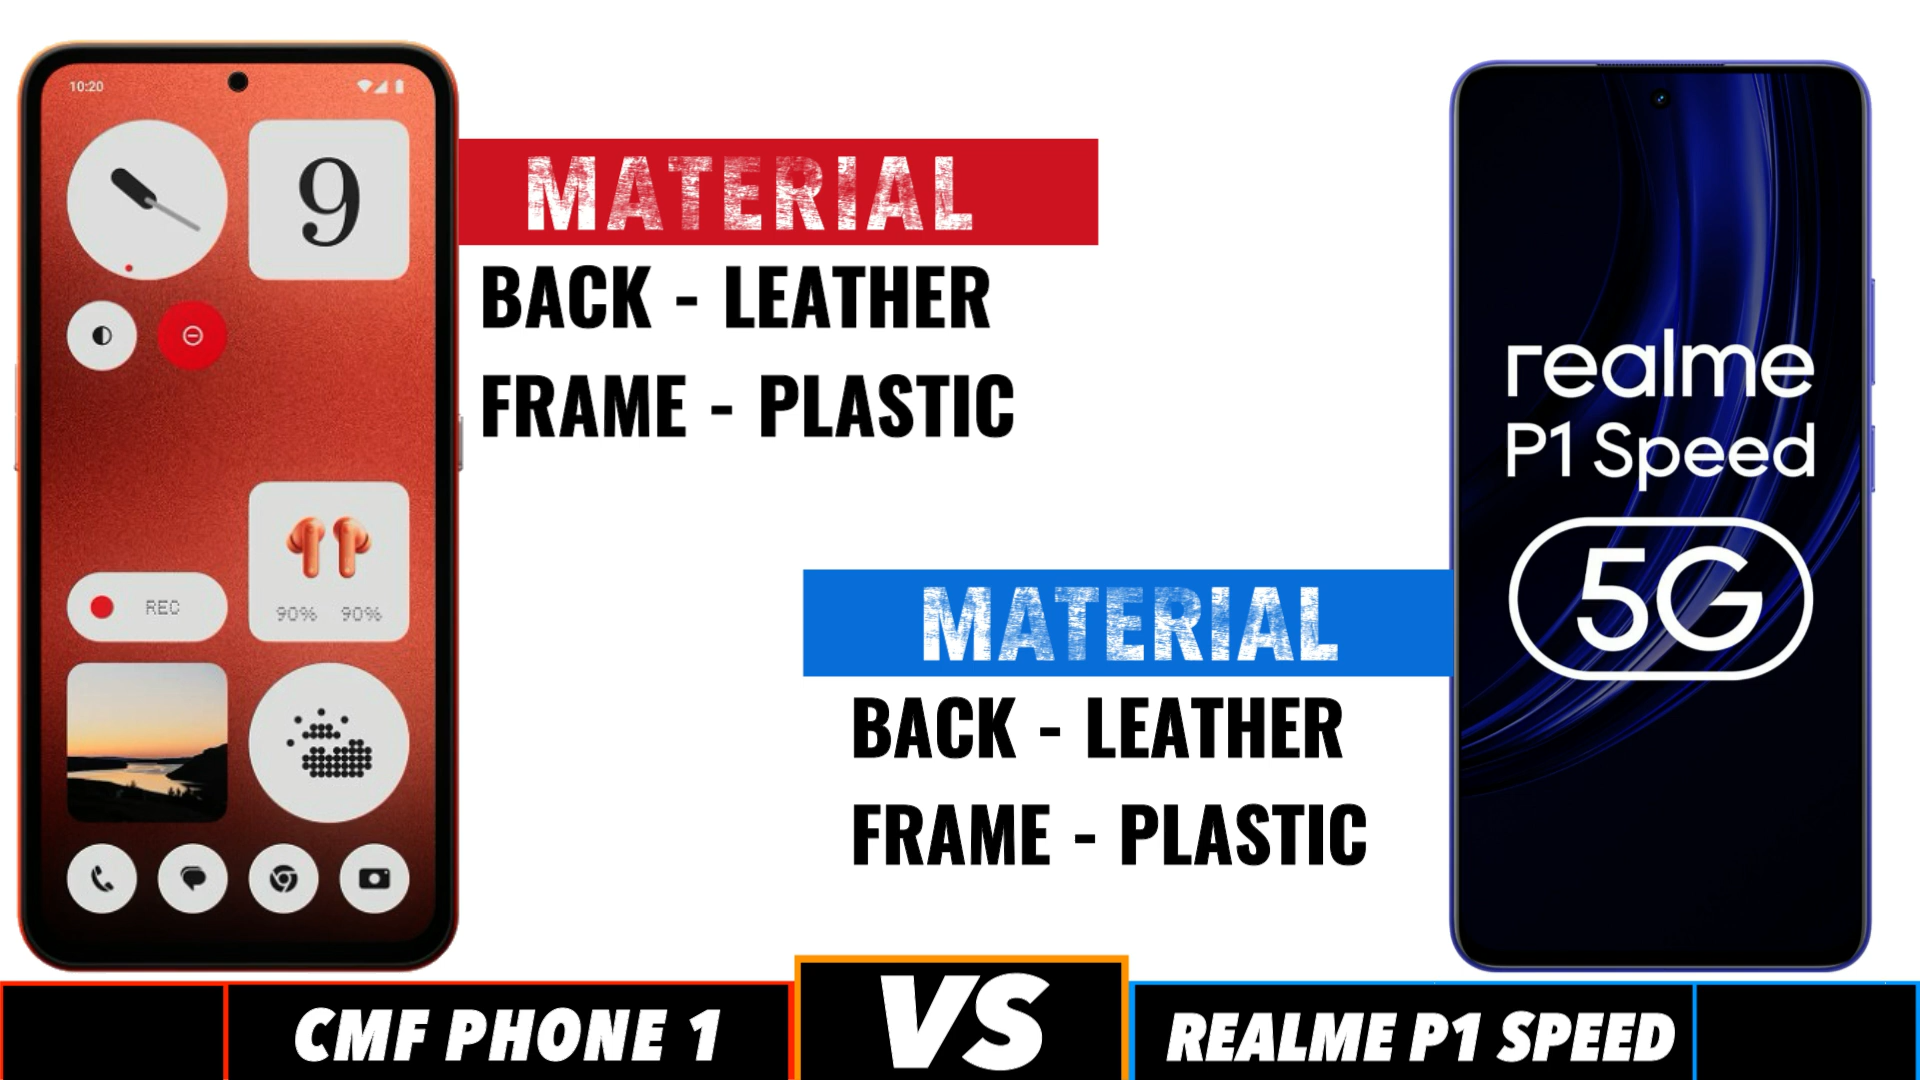 10:20
9
REC
90% 90%
MATERIAL
BACK - LEATHER
FRAME - PLASTIC
realme
P1 Speed
5G
MATERIAL
BACK - LEATHER
FRAME - PLASTIC
CMF PHONE 1
VS
REALME P1 SPEED